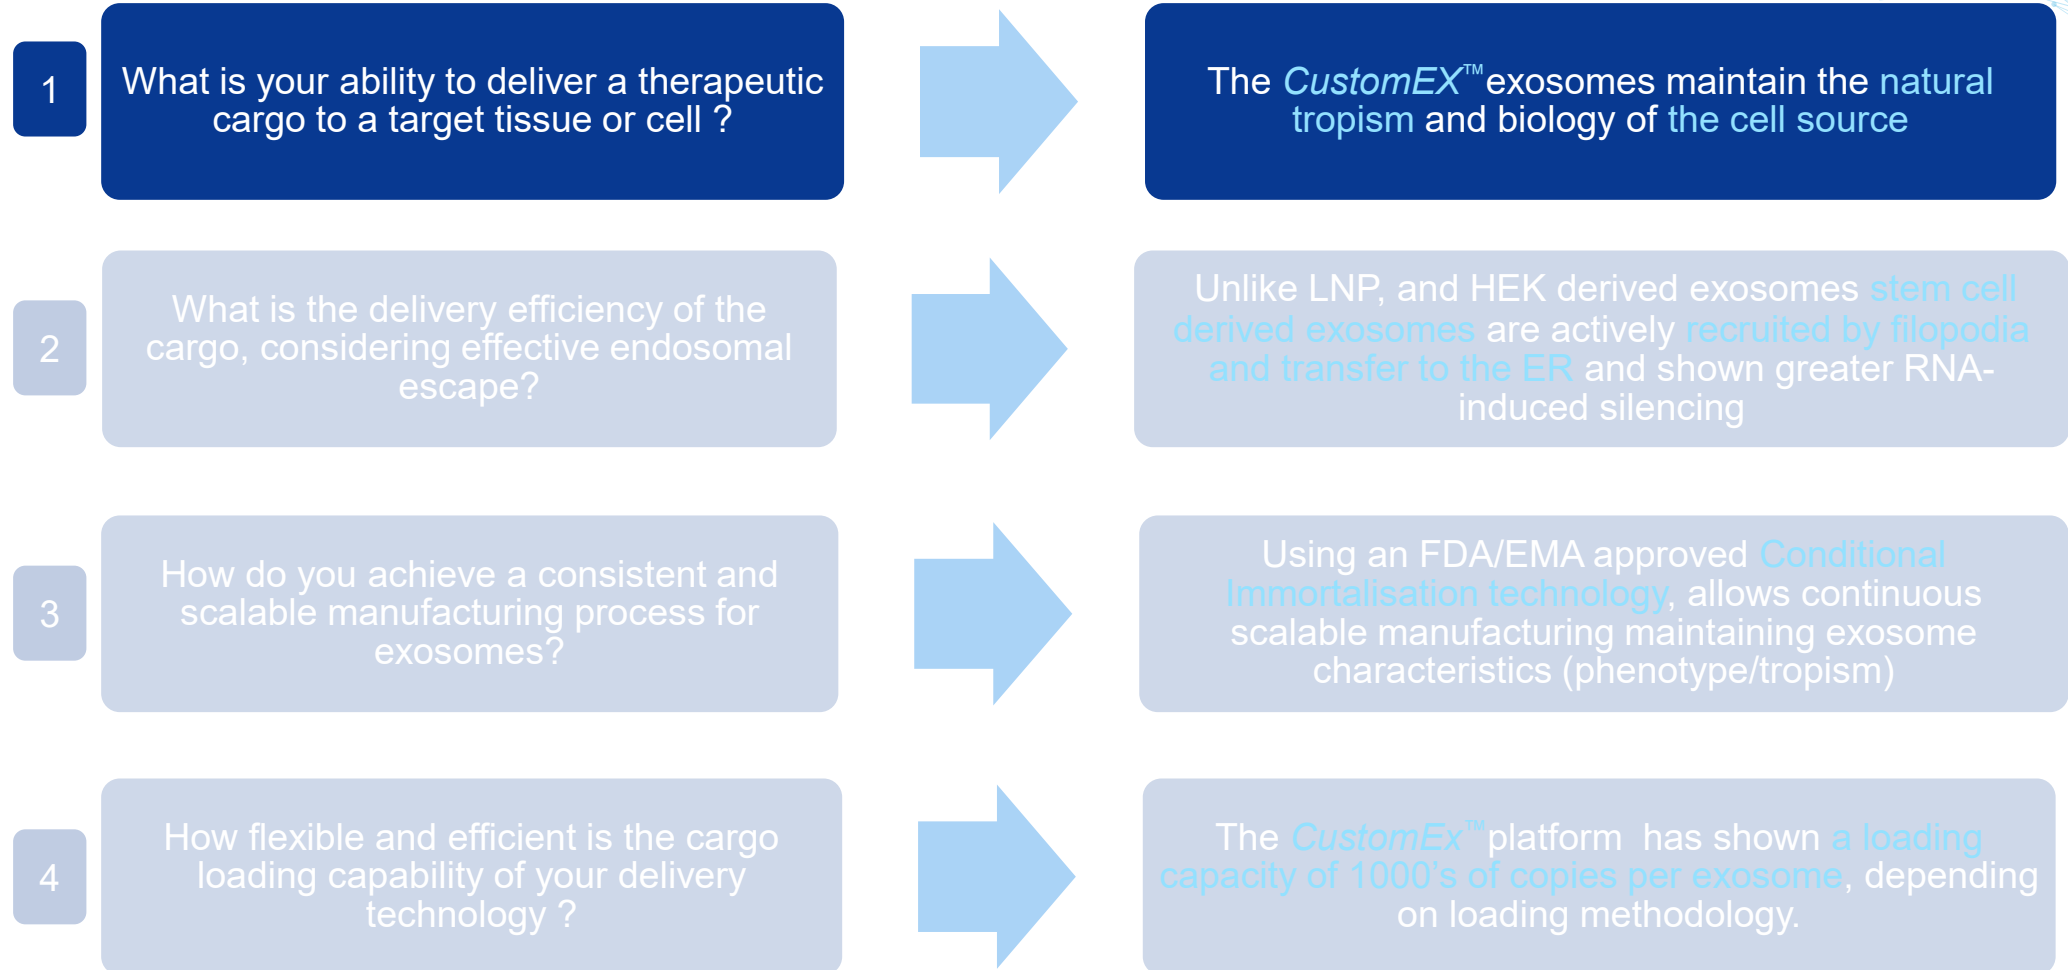 1
What is your ability to deliver a therapeutic
cargo to a target tissue or cell ?
The CustomEX™ exosomes maintain the natural
tropism and biology of the cell source
2
What is the delivery efficiency of the
cargo, considering effective endosomal
escape?
Unlike LNP, and HEK derived exosomes stem cell
derived exosomes are actively recruited by filopodia
and transfer to the ER and shown greater RNA-
induced silencing
3
How do you achieve a consistent and
scalable manufacturing process for
exosomes?
Using an FDA/EMA approved Conditional
Immortalisation technology, allows continuous
scalable manufacturing maintaining exosome
characteristics (phenotype/tropism)
4
How flexible and efficient is the cargo
loading capability of your delivery
technology ?
The CustomEx™ platform  has shown a loading
capacity of 1000's of copies per exosome, depending
on loading methodology.